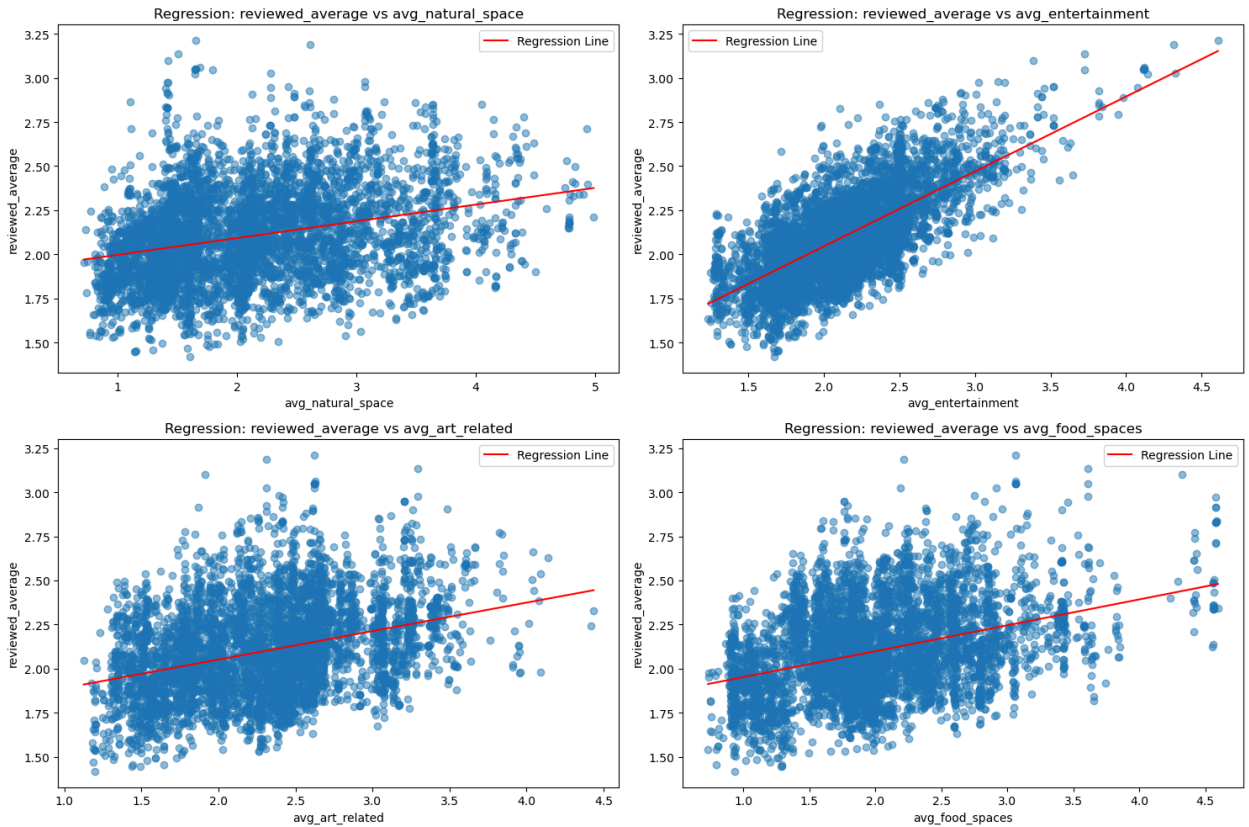 Regression: reviewed_average vs avg_natural_space
3.25
3.00
2.75
2.50
2.25
2.00
1.75
1.50
reviewed_average
Regression Line
1 2 3 4 5
avg_natural_space
Regression: reviewed_average vs avg_entertainment
3.25
3.00
2.75
2.50
2.25
2.00
1.75
1.50
reviewed_average
Regression Line
1.5 2.0 2.5 3.0 3.5 4.0 4.5
avg_entertainment
Regression: reviewed_average vs avg_art_related
3.25
3.00
2.75
2.50
2.25
2.00
1.75
1.50
reviewed_average
Regression Line
1.0 1.5 2.0 2.5 3.0 3.5 4.0 4.5
avg_art_related
Regression: reviewed_average vs avg_food_spaces
3.25
3.00
2.75
2.50
2.25
2.00
1.75
1.50
reviewed_average
Regression Line
1.0 1.5 2.0 2.5 3.0 3.5 4.0 4.5
avg_food_spaces